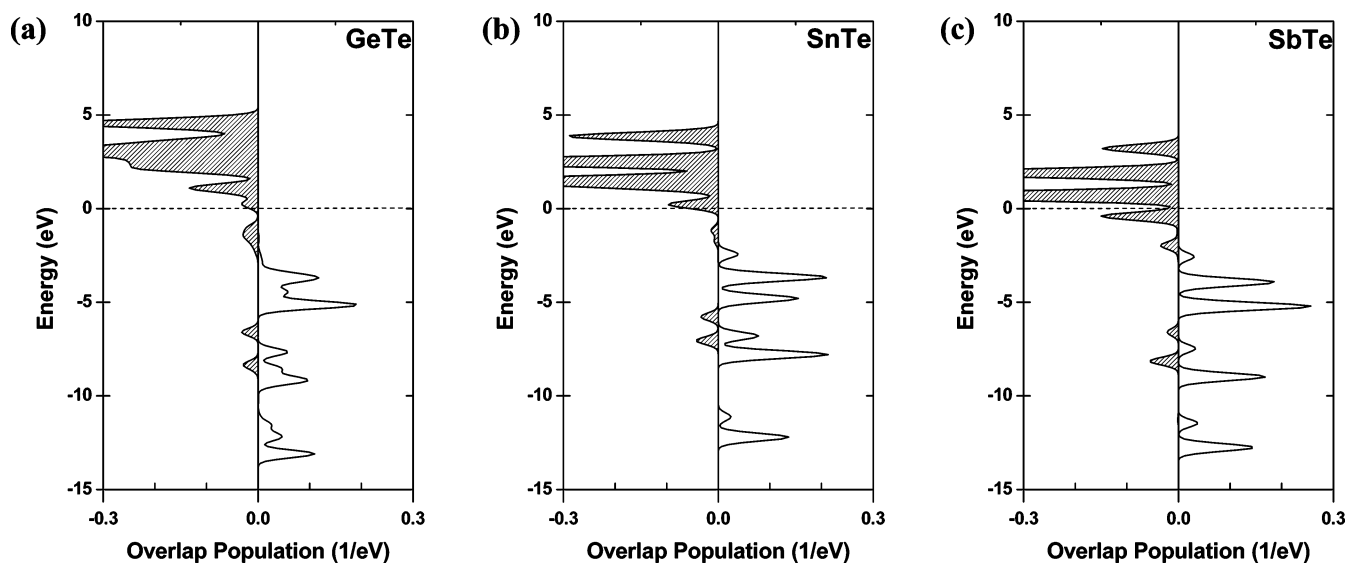 (a)
GeTe
10
5
0
-5
-10
-15
Energy (eV)
-0.3
0.0
0.3
Overlap Population (1/eV)
(b)
SnTe
10
5
0
-5
-10
-15
Energy (eV)
-0.3
0.0
0.3
Overlap Population (1/eV)
(c)
SbTe
10
5
0
-5
-10
-15
Energy (eV)
-0.3
0.0
0.3
Overlap Population (1/eV)